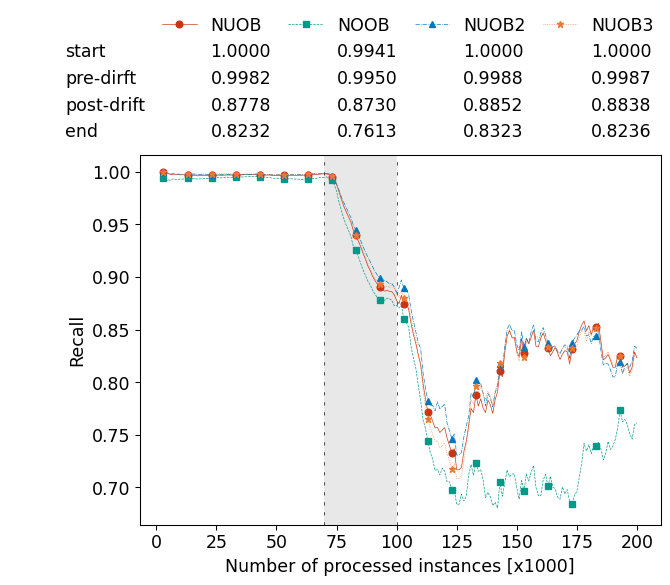 NUOB NOOB NUOB2 NUOB3
start 1.0000 0.9941 1.0000 1.0000
pre-dirft 0.9982 0.9950 0.9988 0.9987
post-drift 0.8778 0.8730 0.8852 0.8838
end 0.8232 0.7613 0.8323 0.8236
1.00
0.95
0.90
0.85
0.80
0.75
0.70
Recall
0 25 50 75 100 125 150 175 200
Number of processed instances [x1000]